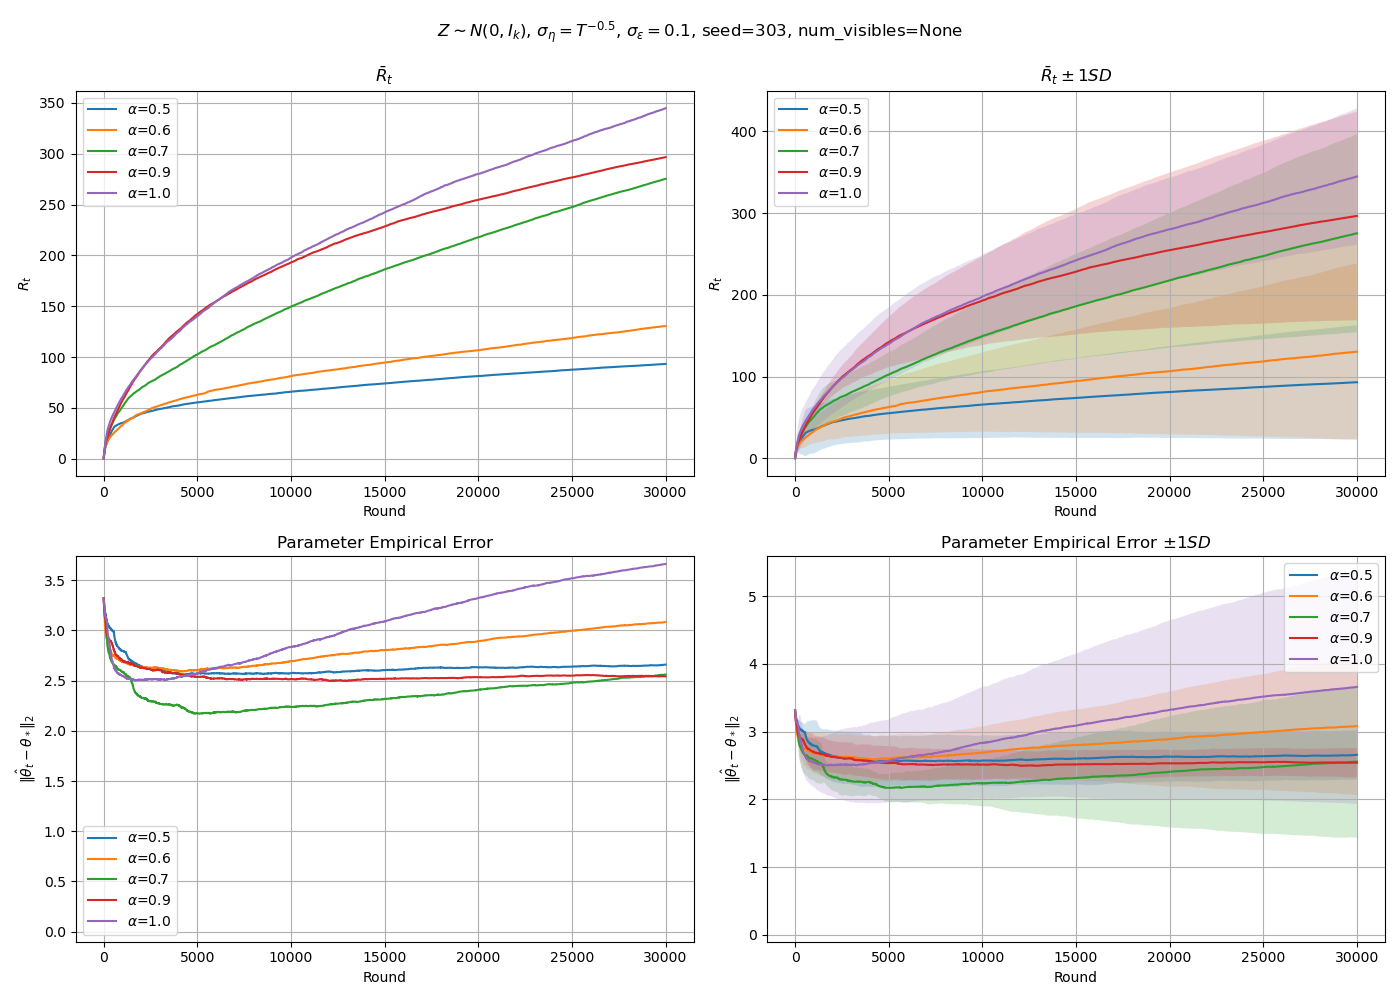 Z ∼ N(0, I_k), σ_η = T^{−0.5}, σ_ε = 0.1, seed=303, num_visibles=None
R̄_t
350
300
250
200
150
100
50
0
R_t
α=0.5
α=0.6
α=0.7
α=0.9
α=1.0
0 5000 10000 15000 20000 25000 30000
Round
R̄_t ± 1SD
400
300
200
100
0
R_t
α=0.5
α=0.6
α=0.7
α=0.9
α=1.0
0 5000 10000 15000 20000 25000 30000
Round
Parameter Empirical Error
3.5
3.0
2.5
2.0
1.5
1.0
0.5
0.0
‖θ̂_t − θ_*‖_2
α=0.5
α=0.6
α=0.7
α=0.9
α=1.0
0 5000 10000 15000 20000 25000 30000
Round
Parameter Empirical Error ±1SD
5
4
3
2
1
0
‖θ̂_t − θ_*‖_2
α=0.5
α=0.6
α=0.7
α=0.9
α=1.0
0 5000 10000 15000 20000 25000 30000
Round